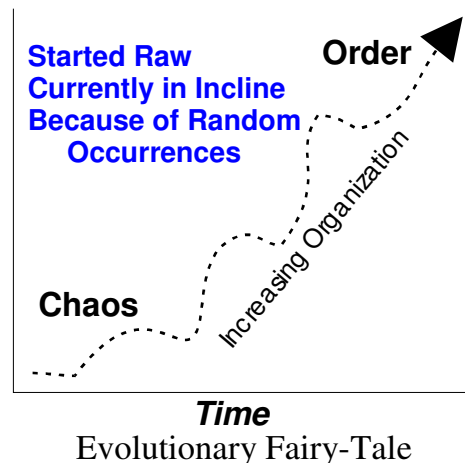 Started Raw
Currently in Incline
Because of Random
Occurrences
Order
Increasing Organization
Chaos
Time
Evolutionary Fairy-Tale